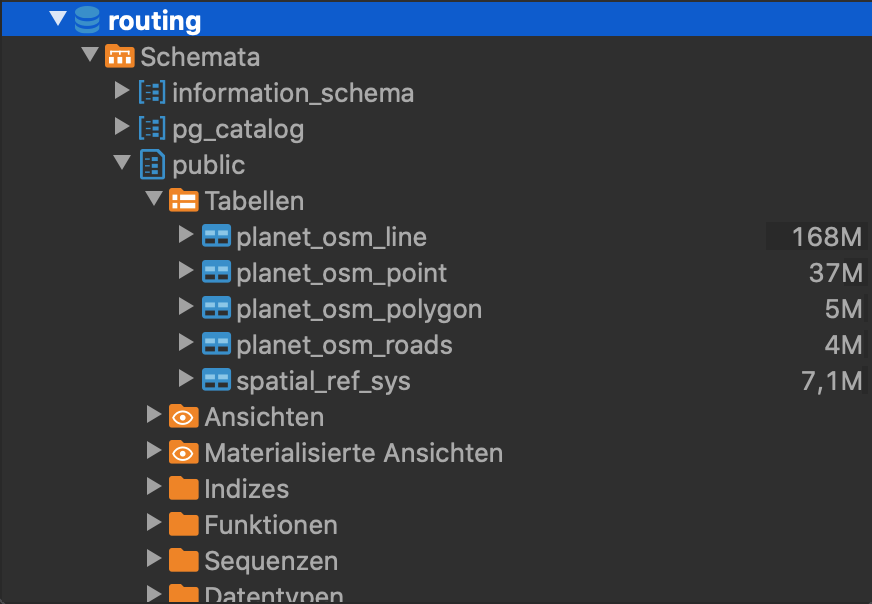 routing
Schemata
information_schema
pg_catalog
public
Tabellen
planet_osm_line 168M
planet_osm_point 37M
planet_osm_polygon 5M
planet_osm_roads 4M
spatial_ref_sys 7,1M
Ansichten
Materialisierte Ansichten
Indizes
Funktionen
Sequenzen
Datentypen